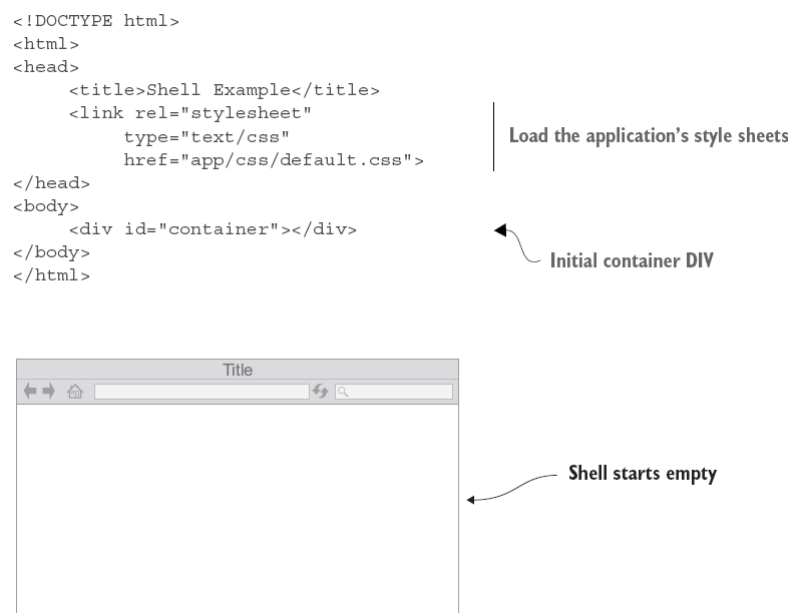 <!DOCTYPE html>
<html>
<head>
<title>Shell Example</title>
<link rel="stylesheet"
type="text/css"
href="app/css/default.css">
Load the application's style sheets
</head>
<body>
<div id="container"></div>
Initial container DIV
</body>
</html>
Title
Shell starts empty